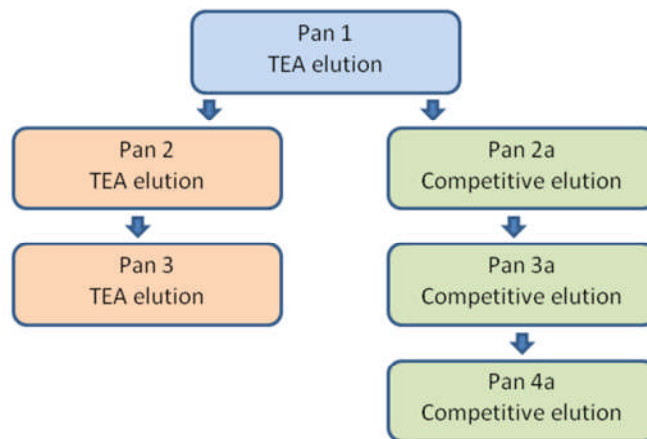 Pan 1
TEA elution
Pan 2
TEA elution
Pan 2a
Competitive elution
Pan 3
TEA elution
Pan 3a
Competitive elution
Pan 4a
Competitive elution